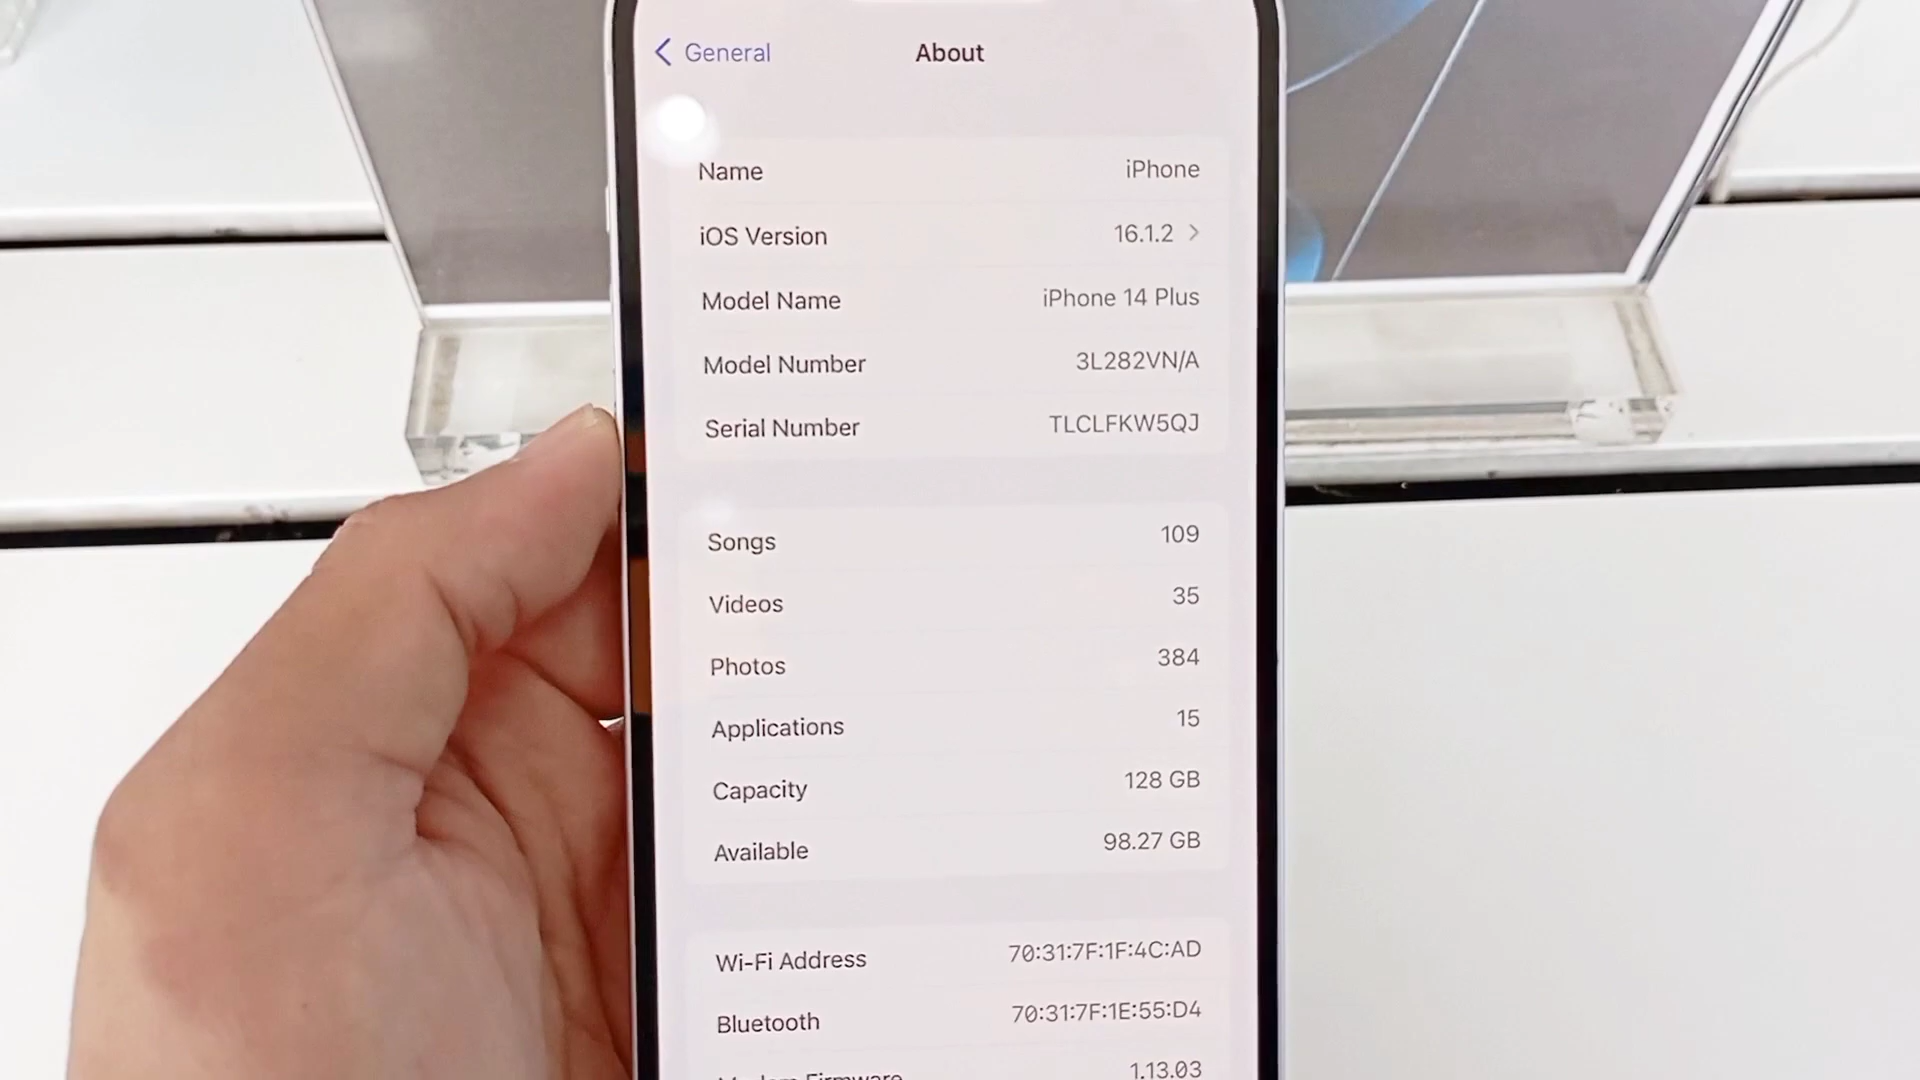 General
About
Name iPhone
iOS Version 16.1.2
Model Name iPhone 14 Plus
Model Number 3L282VN/A
Serial Number TLCLFKW5QJ
Songs 109
Videos 35
Photos 384
Applications 15
Capacity 128 GB
Available 98.27 GB
Wi-Fi Address 70:31:7F:1F:4C:AD
Bluetooth 70:31:7F:1E:55:D4
Modem Firmware 1.13.03